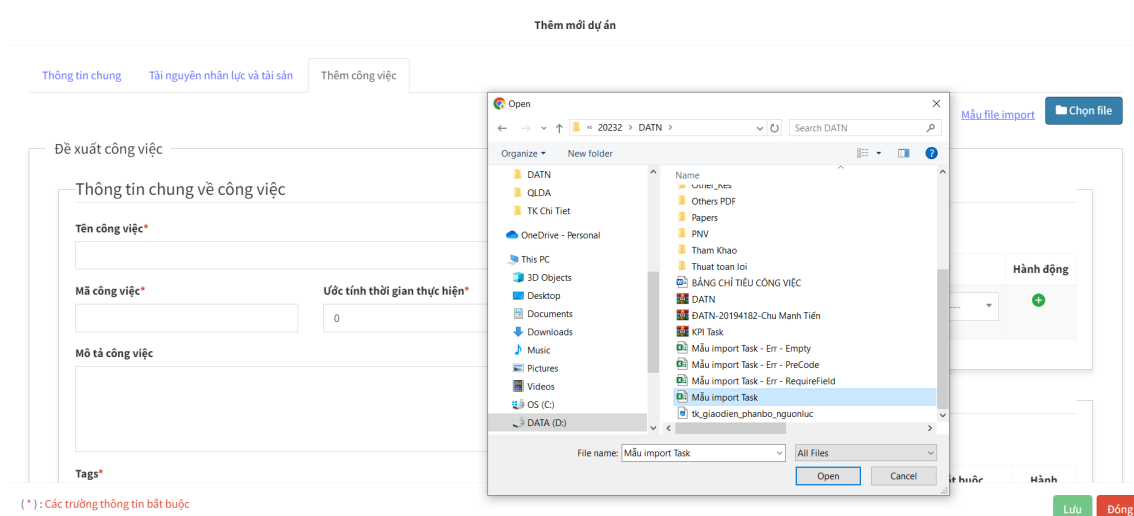 Thêm mới dự án
Thông tin chung
Tài nguyên nhân lực và tài sản
Thêm công việc
Mẫu file import
Chọn file
Đề xuất công việc
Thông tin chung về công việc
Tên công việc*
Mã công việc*
Ước tính thời gian thực hiện*
0
Mô tả công việc
Tags*
Hành động
---
Hành
(*) : Các trường thông tin bắt buộc
Lưu
Đóng
Open
« 20232 > DATN >
Search DATN
Organize
New folder
DATN
QLDA
TK Chi Tiet
OneDrive - Personal
This PC
3D Objects
Desktop
Documents
Downloads
Music
Pictures
Videos
OS (C:)
DATA (D:)
Name
Other_Res
Others PDF
Papers
PNV
Tham Khao
Thuat toan loi
BẢNG CHỈ TIÊU CÔNG VIỆC
DATN
ĐATN-20194182-Chu Mạnh Tiến
KPI Task
Mẫu import Task - Err - Empty
Mẫu import Task - Err - PreCode
Mẫu import Task - Err - RequireField
Mẫu import Task
tk_giaodien_phanbo_nguonluc
File name:
Mẫu import Task
All Files
Open
Cancel